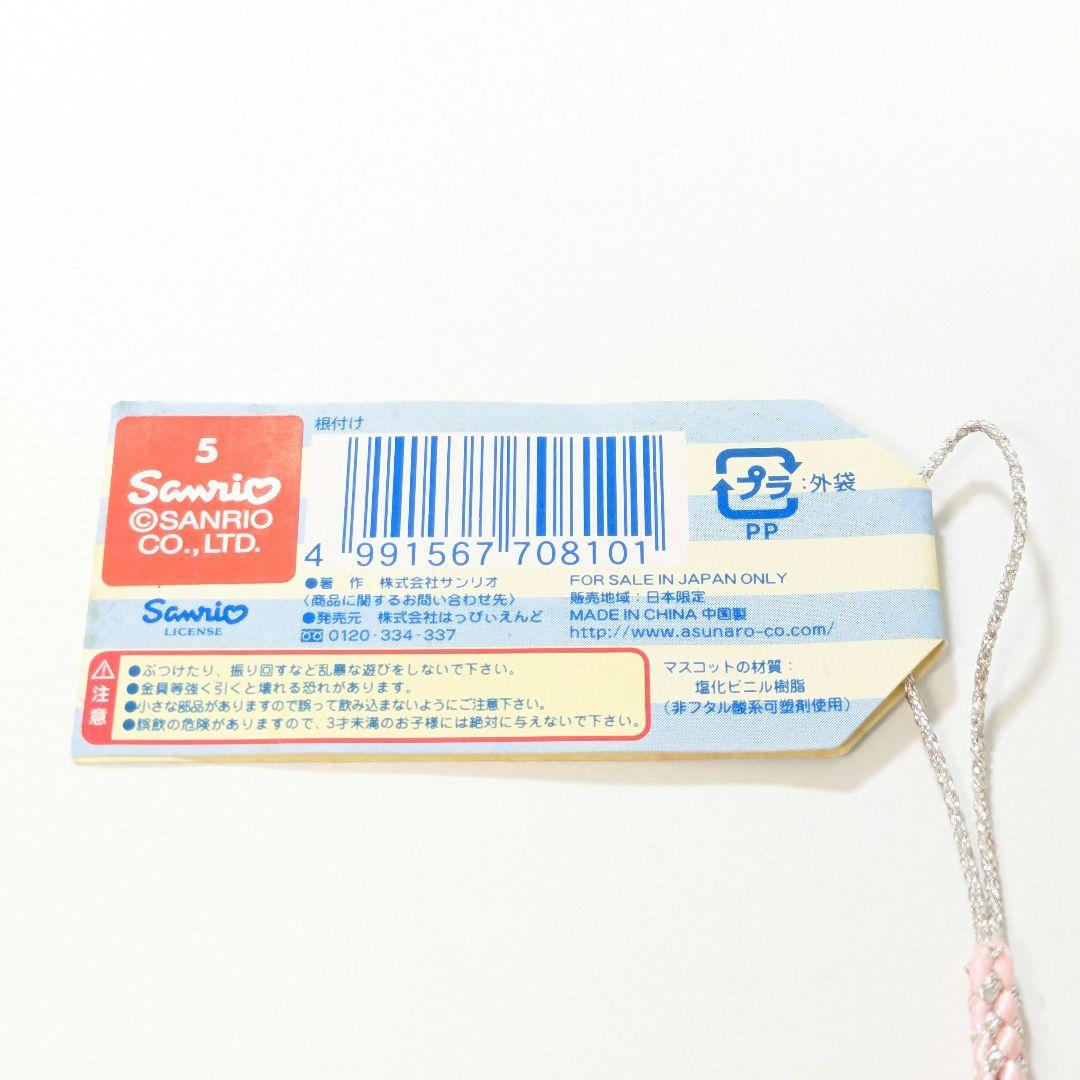 5
Sanrio
©SANRIO
CO., LTD.
Sanrio
LICENSE
根付け
4 991567 708101
●著 作 株式会社サンリオ
〈商品に関するお問い合わせ先〉
●発売元 株式会社はっぴぃえんど
0120-334-337
プラ:外袋
PP
FOR SALE IN JAPAN ONLY
販売地域:日本限定
MADE IN CHINA 中国製
http://www.asunaro-co.com/
注意
●ぶつけたり、振り回すなど乱暴な遊びをしないで下さい。
●金具等強く引くと壊れる恐れがあります。
●小さな部品がありますので誤って飲み込まないようにご注意下さい。
●誤飲の危険がありますので、3才未満のお子様には絶対に与えないで下さい。
マスコットの材質:
塩化ビニル樹脂
(非フタル酸系可塑剤使用)